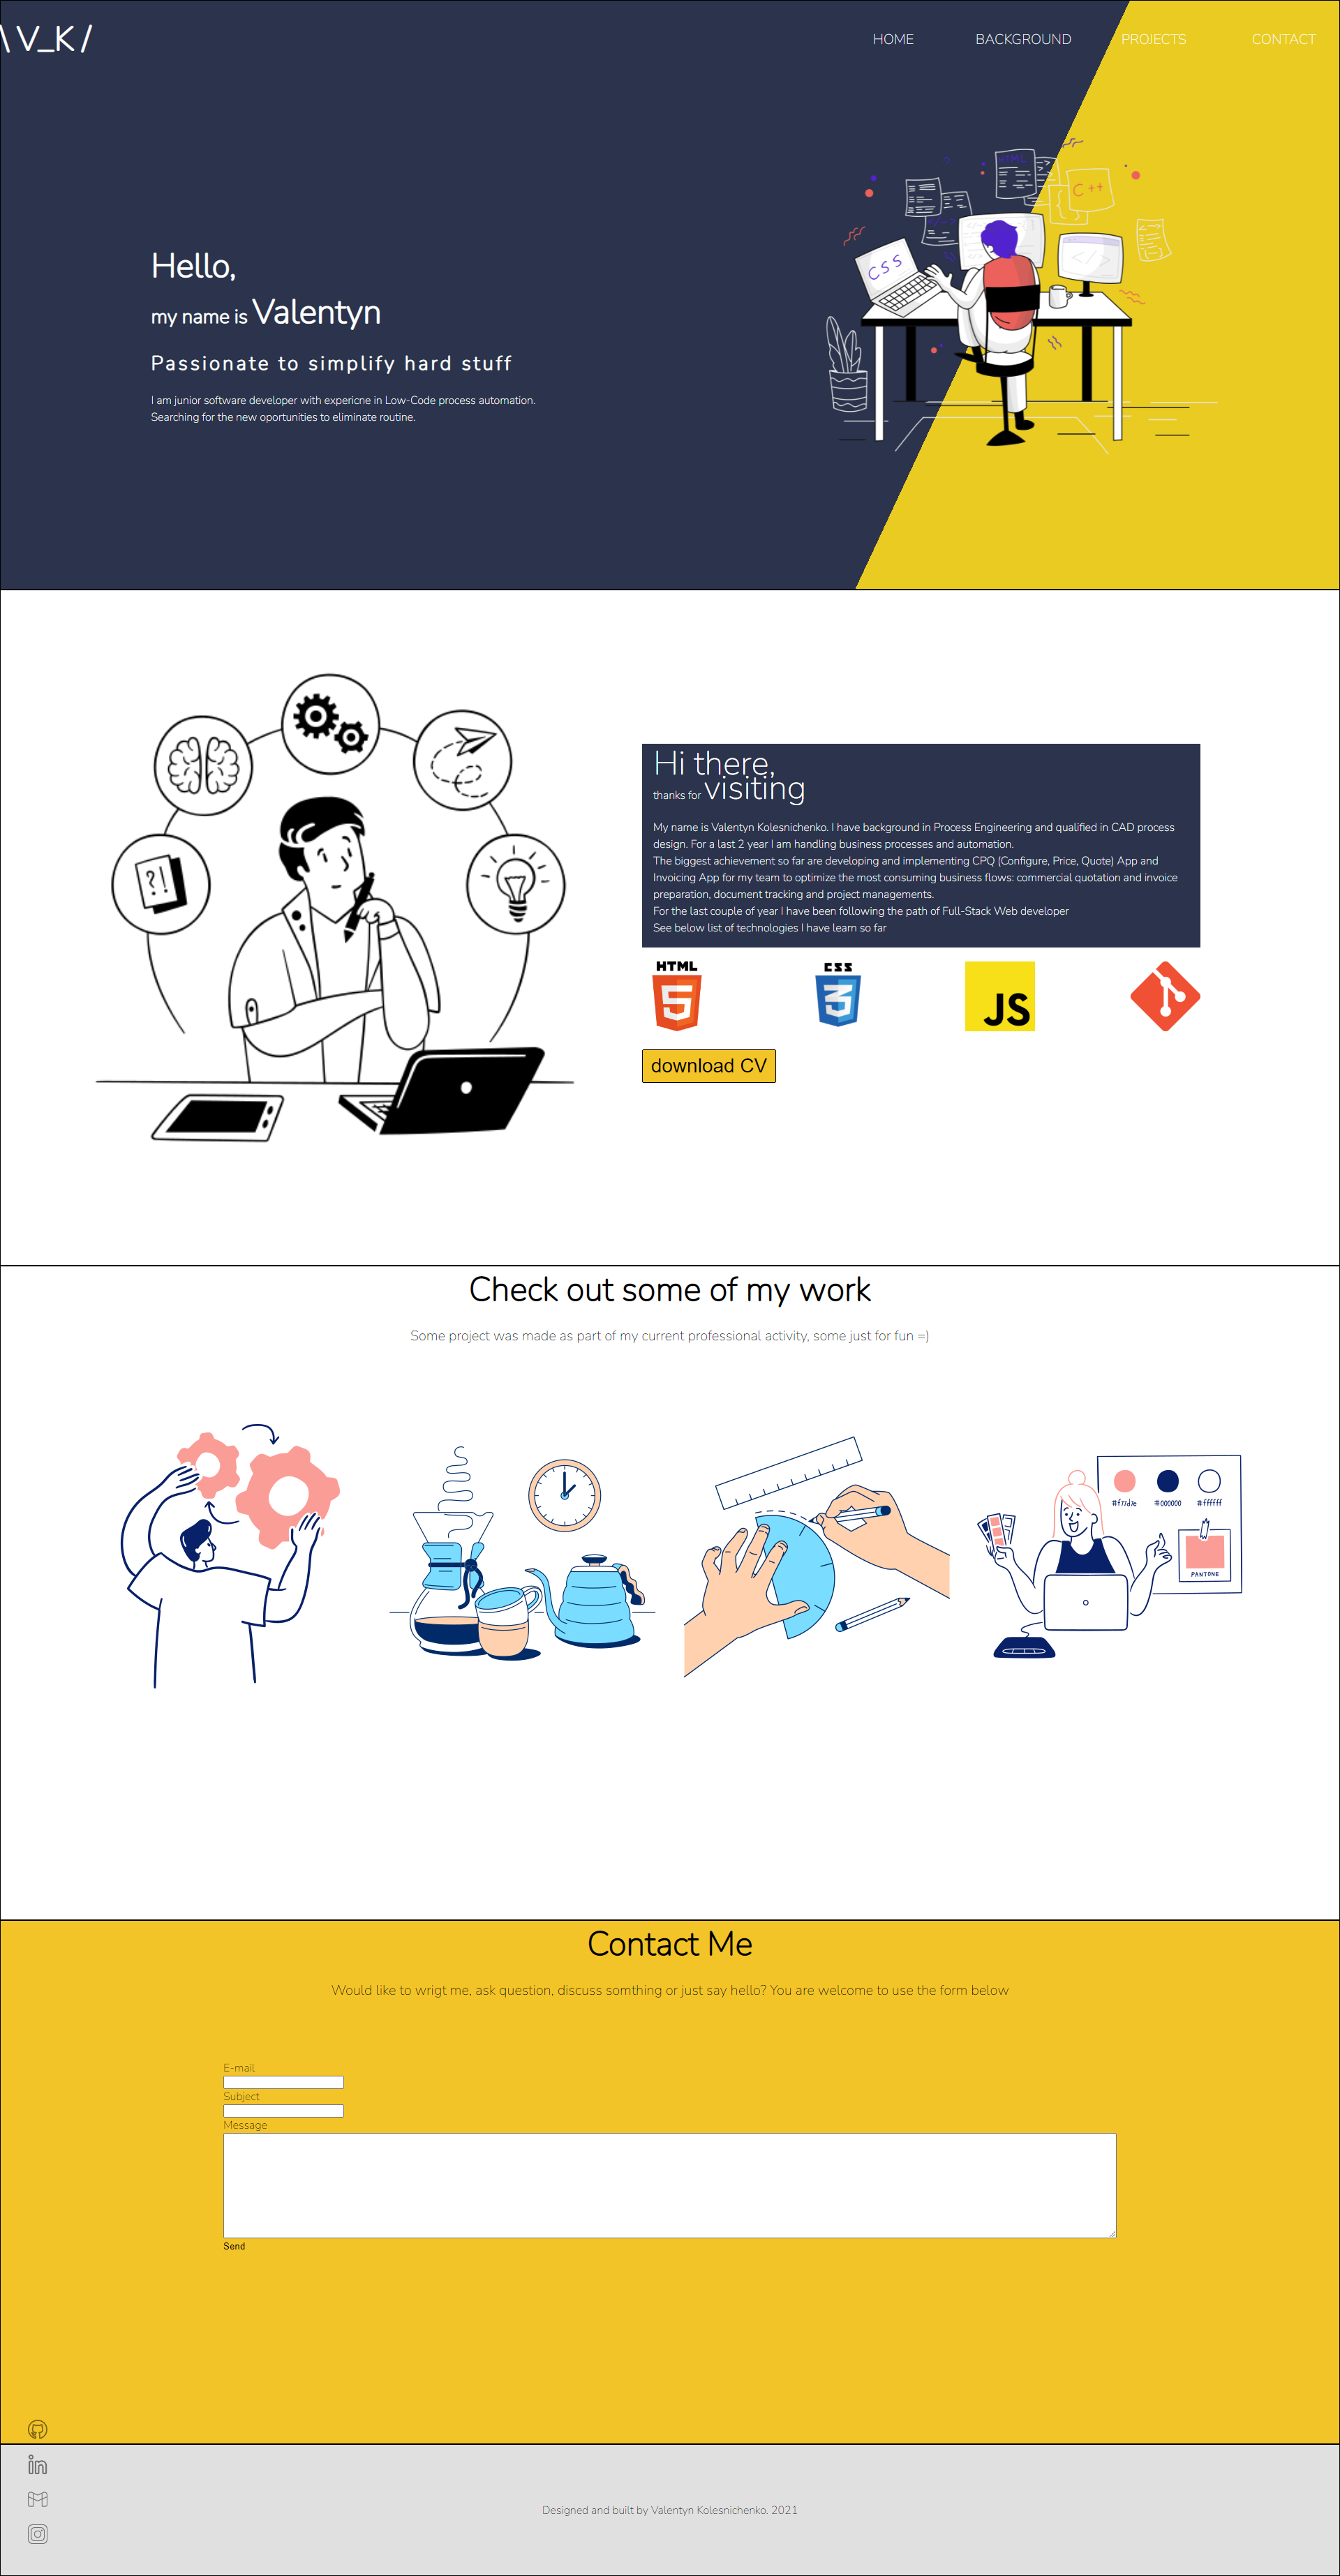 \ V_K /
HOME BACKGROUND PROJECTS CONTACT
HTML
C++
CSS
</>
Hello,
my name is Valentyn
Passionate to simplify hard stuff
I am junior software developer with expericne in Low-Code process automation.
Searching for the new oportunities to eliminate routine.
?!
Hi there,
thanks for visiting
My name is Valentyn Kolesnichenko. I have background in Process Engineering and qualified in CAD process
design. For a last 2 year I am handling business processes and automation.
The biggest achievement so far are developing and implementing CPQ (Configure, Price, Quote) App and
Invoicing App for my team to optimize the most consuming business flows: commercial quotation and invoice
preparation, document tracking and project managements.
For the last couple of year I have been following the path of Full-Stack Web developer
See below list of technologies I have learn so far
HTML
5
CSS
3
JS
download CV
Check out some of my work
Some project was made as part of my current professional activity, some just for fun =)
#000000 #ffffff
PANTONE
Contact Me
Would like to wrigt me, ask question, discuss somthing or just say hello? You are welcome to use the form below
E-mail
Subject
Message
Send
in
Designed and built by Valentyn Kolesnichenko. 2021